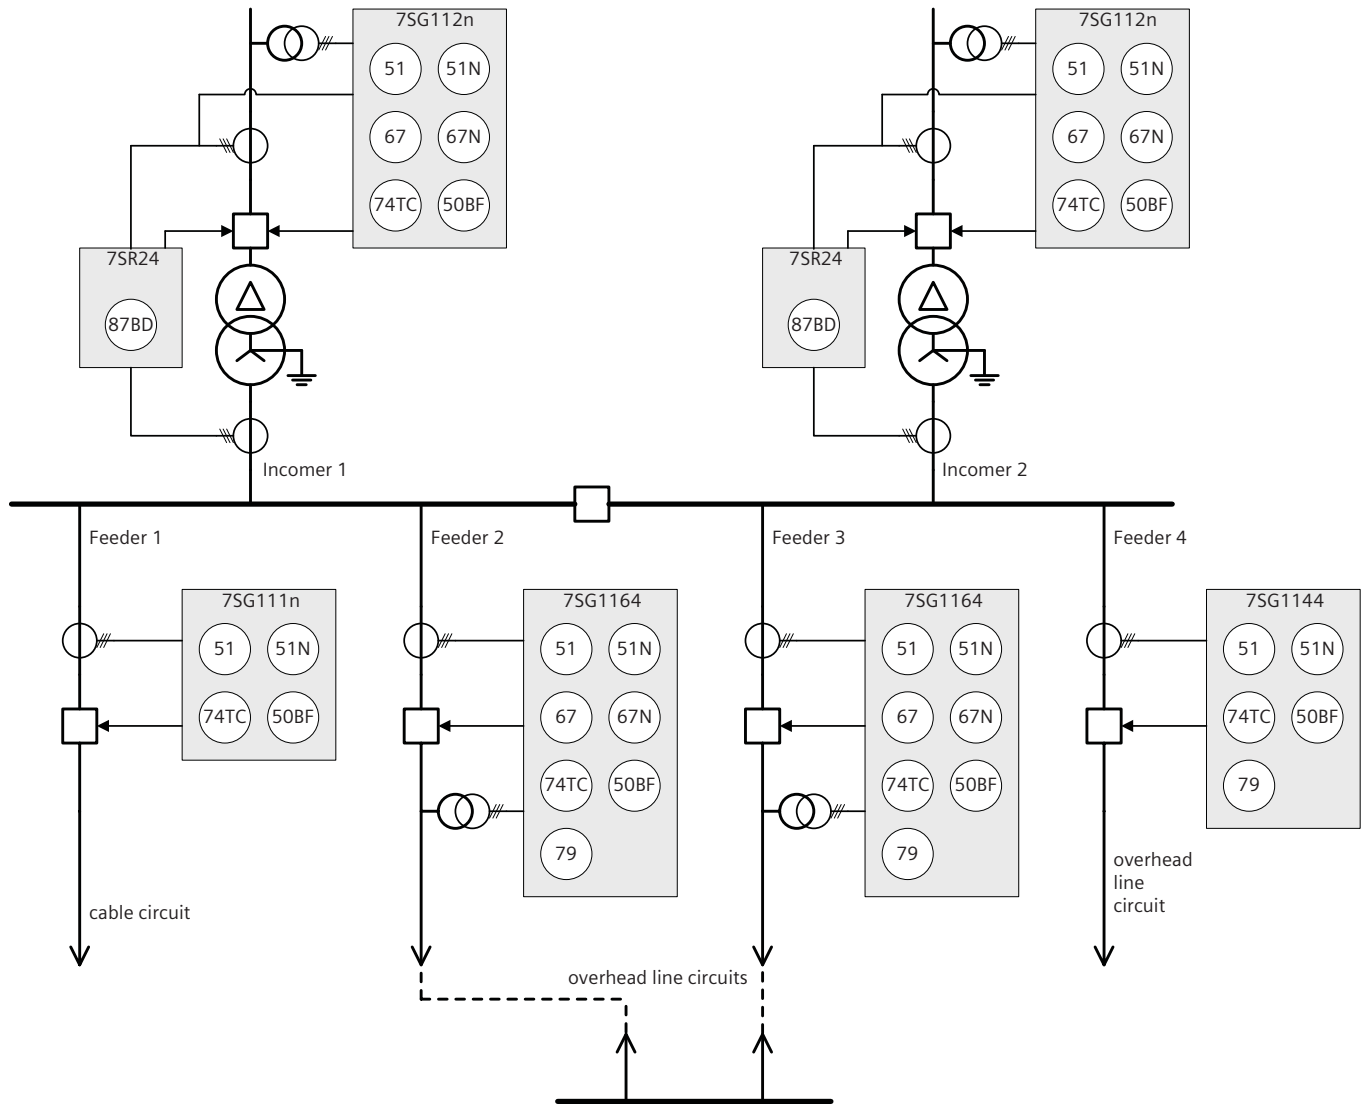 7SG112n
51 51N
67 67N
74TC 50BF
7SR24
87BD
Incomer 1
7SG112n
51 51N
67 67N
74TC 50BF
7SR24
87BD
Incomer 2
Feeder 1
7SG111n
51 51N
74TC 50BF
cable circuit
Feeder 2
7SG1164
51 51N
67 67N
74TC 50BF
79
Feeder 3
7SG1164
51 51N
67 67N
74TC 50BF
79
overhead line circuits
Feeder 4
7SG1144
51 51N
74TC 50BF
79
overhead
line
circuit